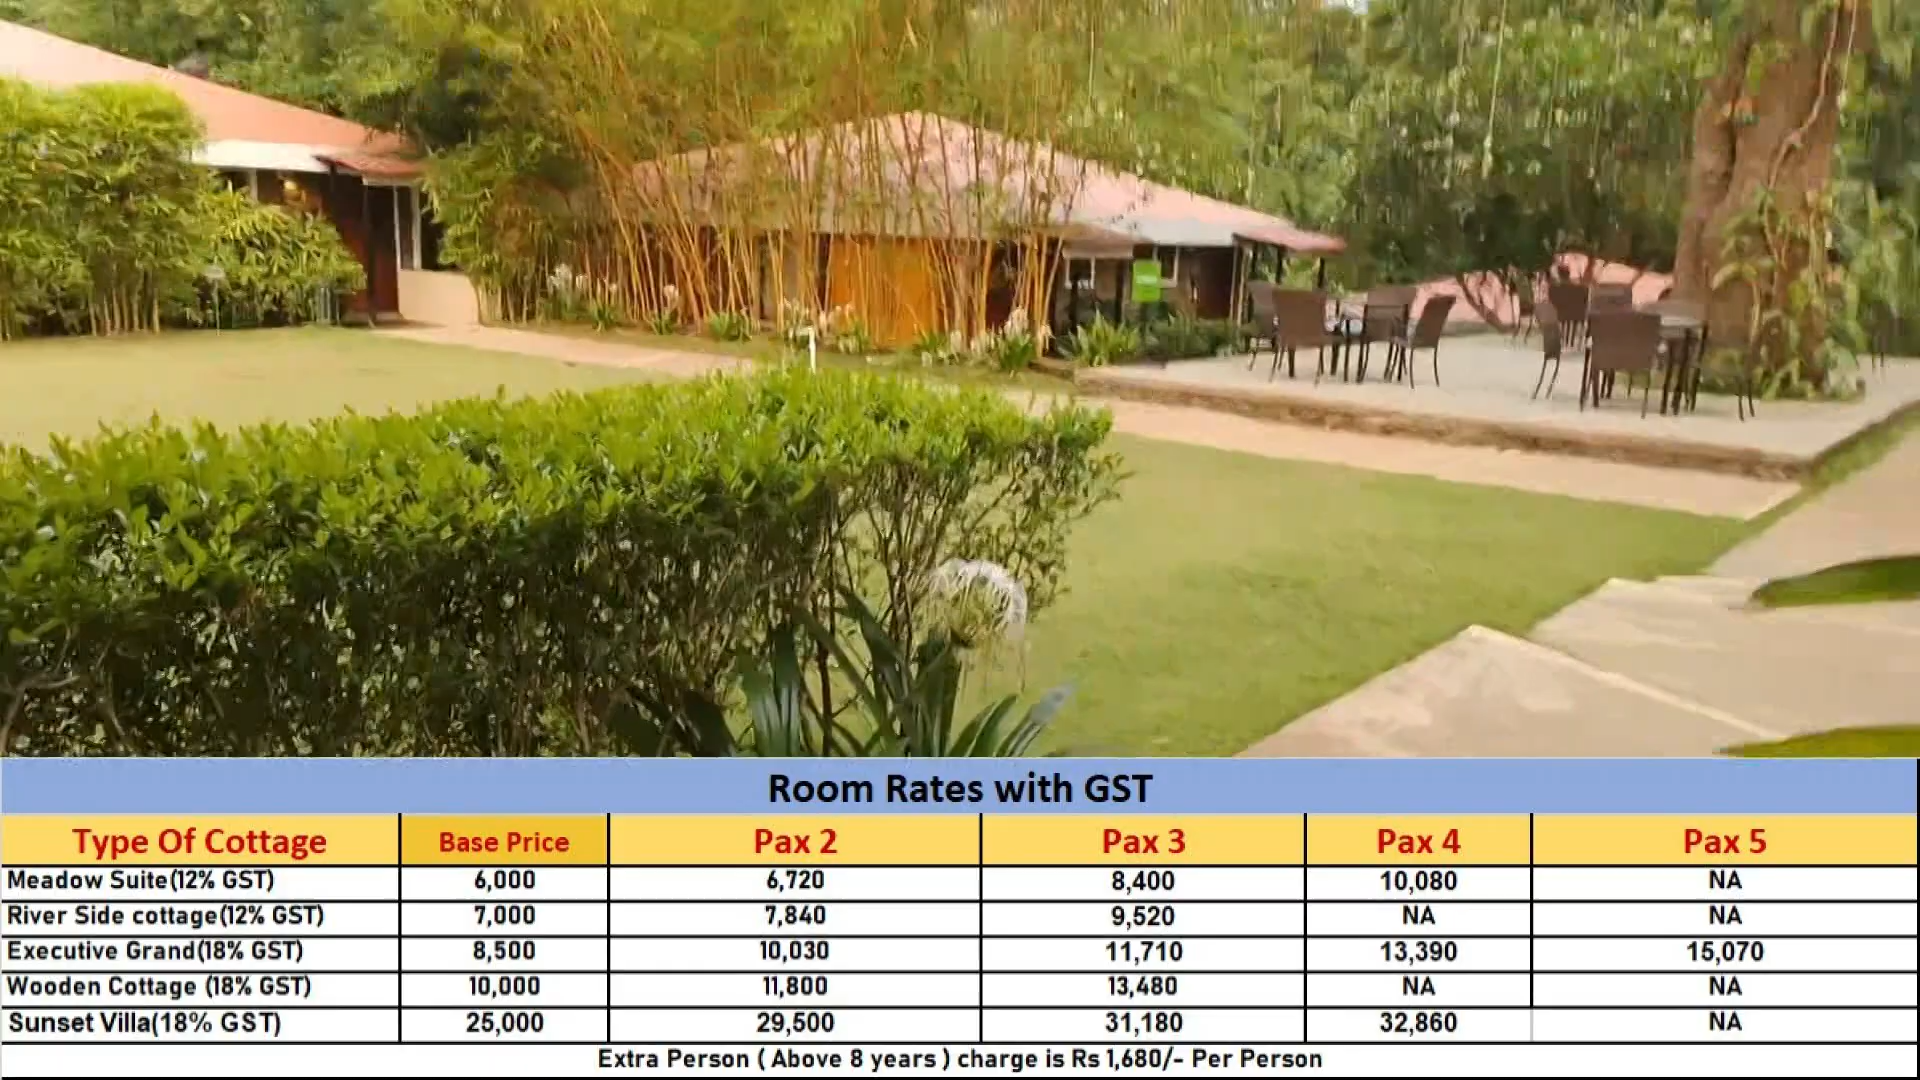 Room Rates with GST
Type Of Cottage Base Price Pax 2 Pax 3 Pax 4 Pax 5
Meadow Suite(12% GST) 6,000 6,720 8,400 10,080 NA
River Side cottage(12% GST) 7,000 7,840 9,520 NA NA
Executive Grand(18% GST) 8,500 10,030 11,710 13,390 15,070
Wooden Cottage (18% GST) 10,000 11,800 13,480 NA NA
Sunset Villa(18% GST) 25,000 29,500 31,180 32,860 NA
Extra Person ( Above 8 years ) charge is Rs 1,680/- Per Person